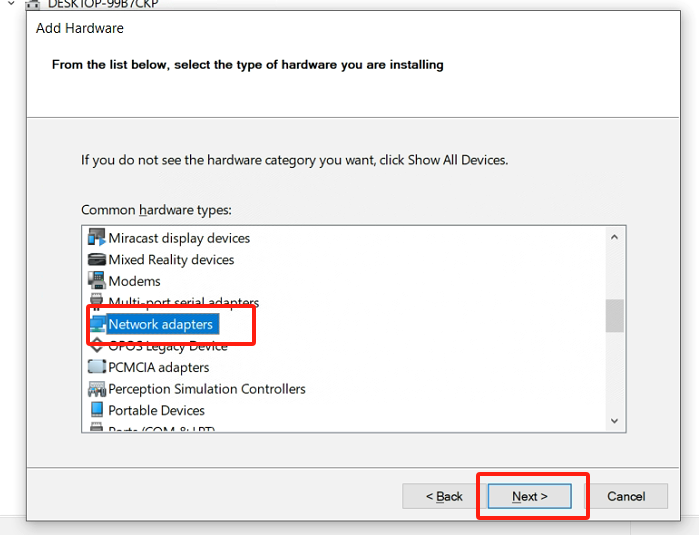 DESKTOP-99B7CKP
Add Hardware
From the list below, select the type of hardware you are installing
If you do not see the hardware category you want, click Show All Devices.
Common hardware types:
Miracast display devices
Mixed Reality devices
Modems
Multi-port serial adapters
Network adapters
OPOS Legacy Device
PCMCIA adapters
Perception Simulation Controllers
Portable Devices
Ports (COM & LPT)
< Back
Next >
Cancel